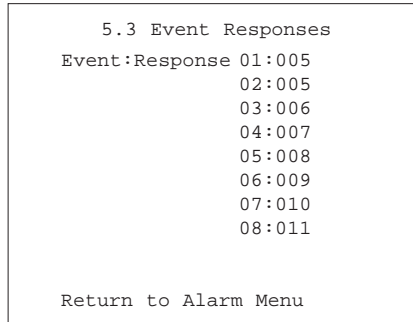 5.3 Event Responses
Event:Response 01:005
02:005
03:006
04:007
05:008
06:009
07:010
08:011
Return to Alarm Menu